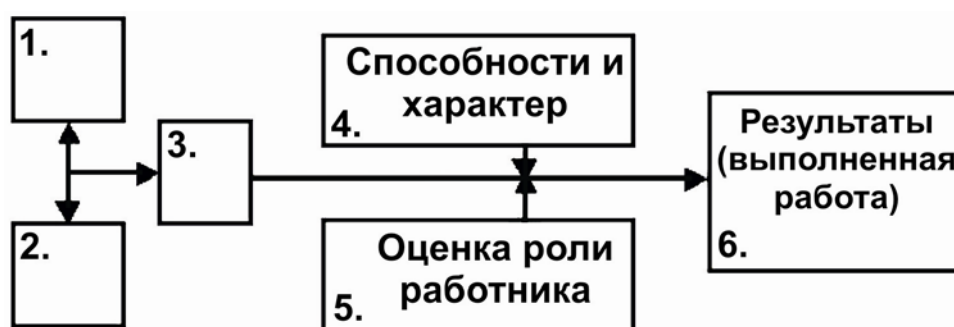 1.
2.
3.
Способности и
характер
4.
Оценка роли
работника
5.
Результаты
(выполненная
работа)
6.